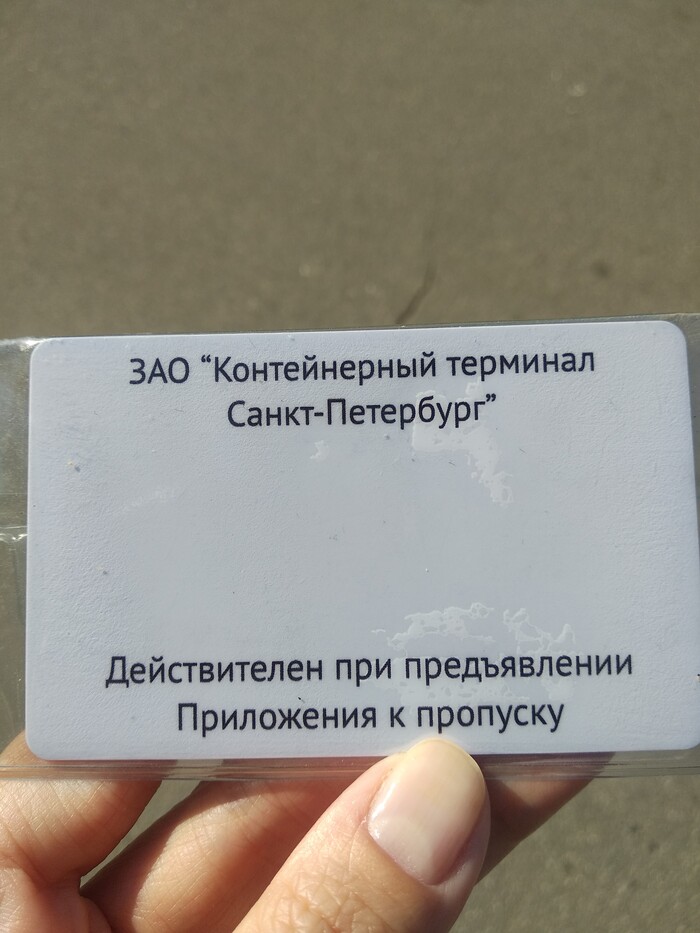 ЗАО “Контейнерный терминал
Санкт-Петербург”
Действителен при предъявлении
Приложения к пропуску